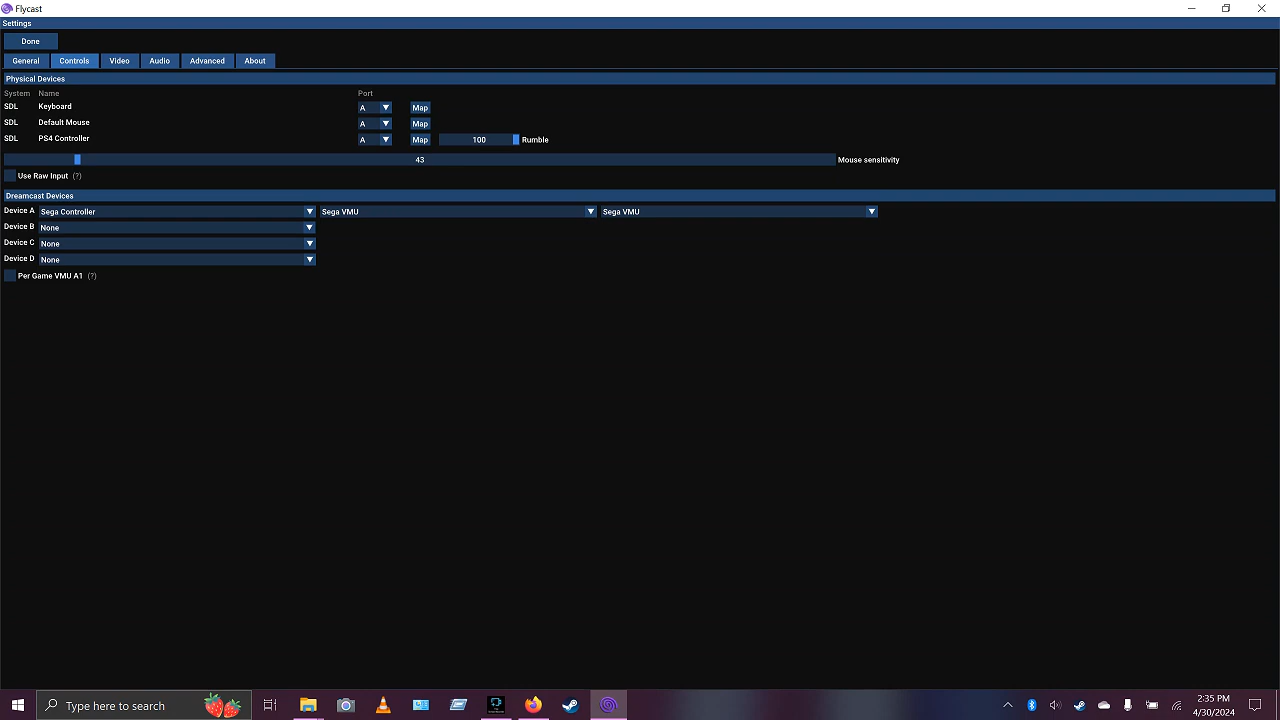 Flycast
Settings
Done
General Controls Video Audio Advanced About
Physical Devices
System Name Port
SDL Keyboard A Map
SDL Default Mouse A Map
SDL PS4 Controller A Map 100 Rumble
43 Mouse sensitivity
Use Raw Input (?)
Dreamcast Devices
Device A Sega Controller Sega VMU Sega VMU
Device B None
Device C None
Device D None
Per Game VMU A1 (?)
Type here to search
2:35 PM
4/30/2024